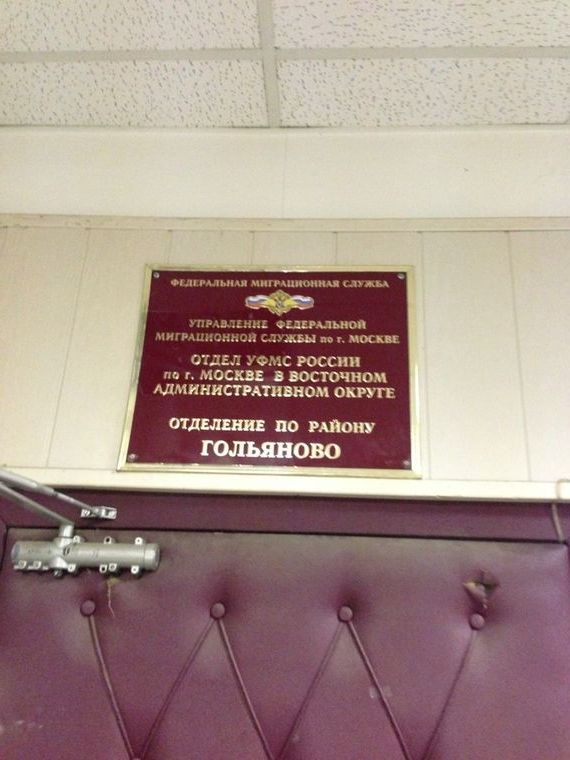 ФЕДЕРАЛЬНАЯ МИГРАЦИОННАЯ СЛУЖБА
УПРАВЛЕНИЕ ФЕДЕРАЛЬНОЙ
МИГРАЦИОННОЙ СЛУЖБЫ по г. МОСКВЕ
ОТДЕЛ УФМС РОССИИ
по г. МОСКВЕ В ВОСТОЧНОМ
АДМИНИСТРАТИВНОМ ОКРУГЕ
ОТДЕЛЕНИЕ ПО РАЙОНУ
ГОЛЬЯНОВО